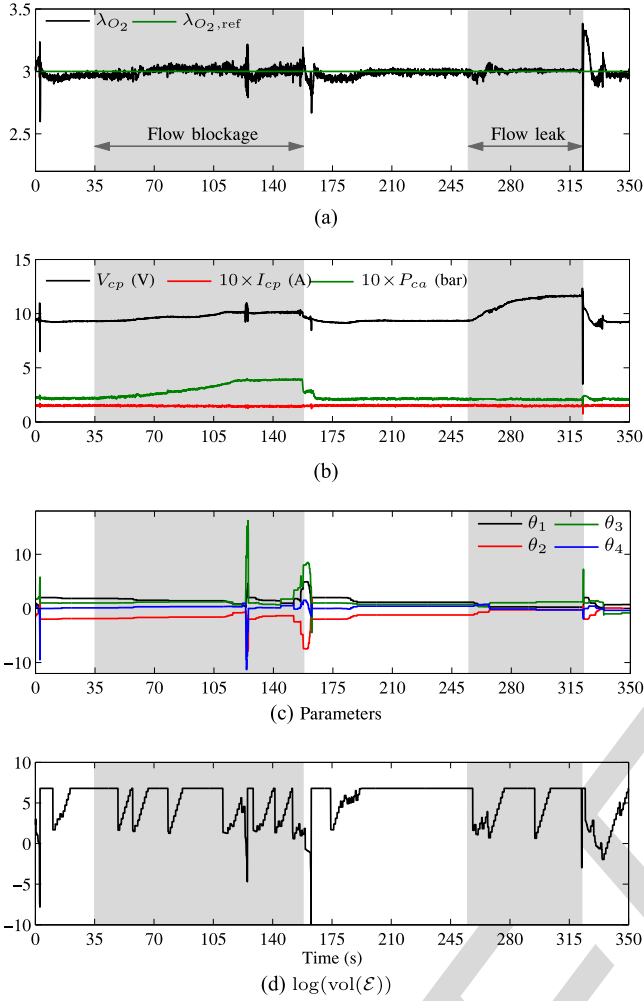 λ_{O_2} λ_{O_2,ref}
3.5
3
2.5
Flow blockage Flow leak
0 35 70 105 140 175 210 245 280 315 350
(a)
V_{cp} (V) 10×I_{cp} (A) 10×P_{ca} (bar)
15
10
5
0
0 35 70 105 140 175 210 245 280 315 350
(b)
θ_1 θ_3
θ_2 θ_4
10
0
−10
0 35 70 105 140 175 210 245 280 315 350
(c) Parameters
10
5
0
-5
-10
0 35 70 105 140 175 210 245 280 315 350
Time (s)
(d) log(vol(ℰ))